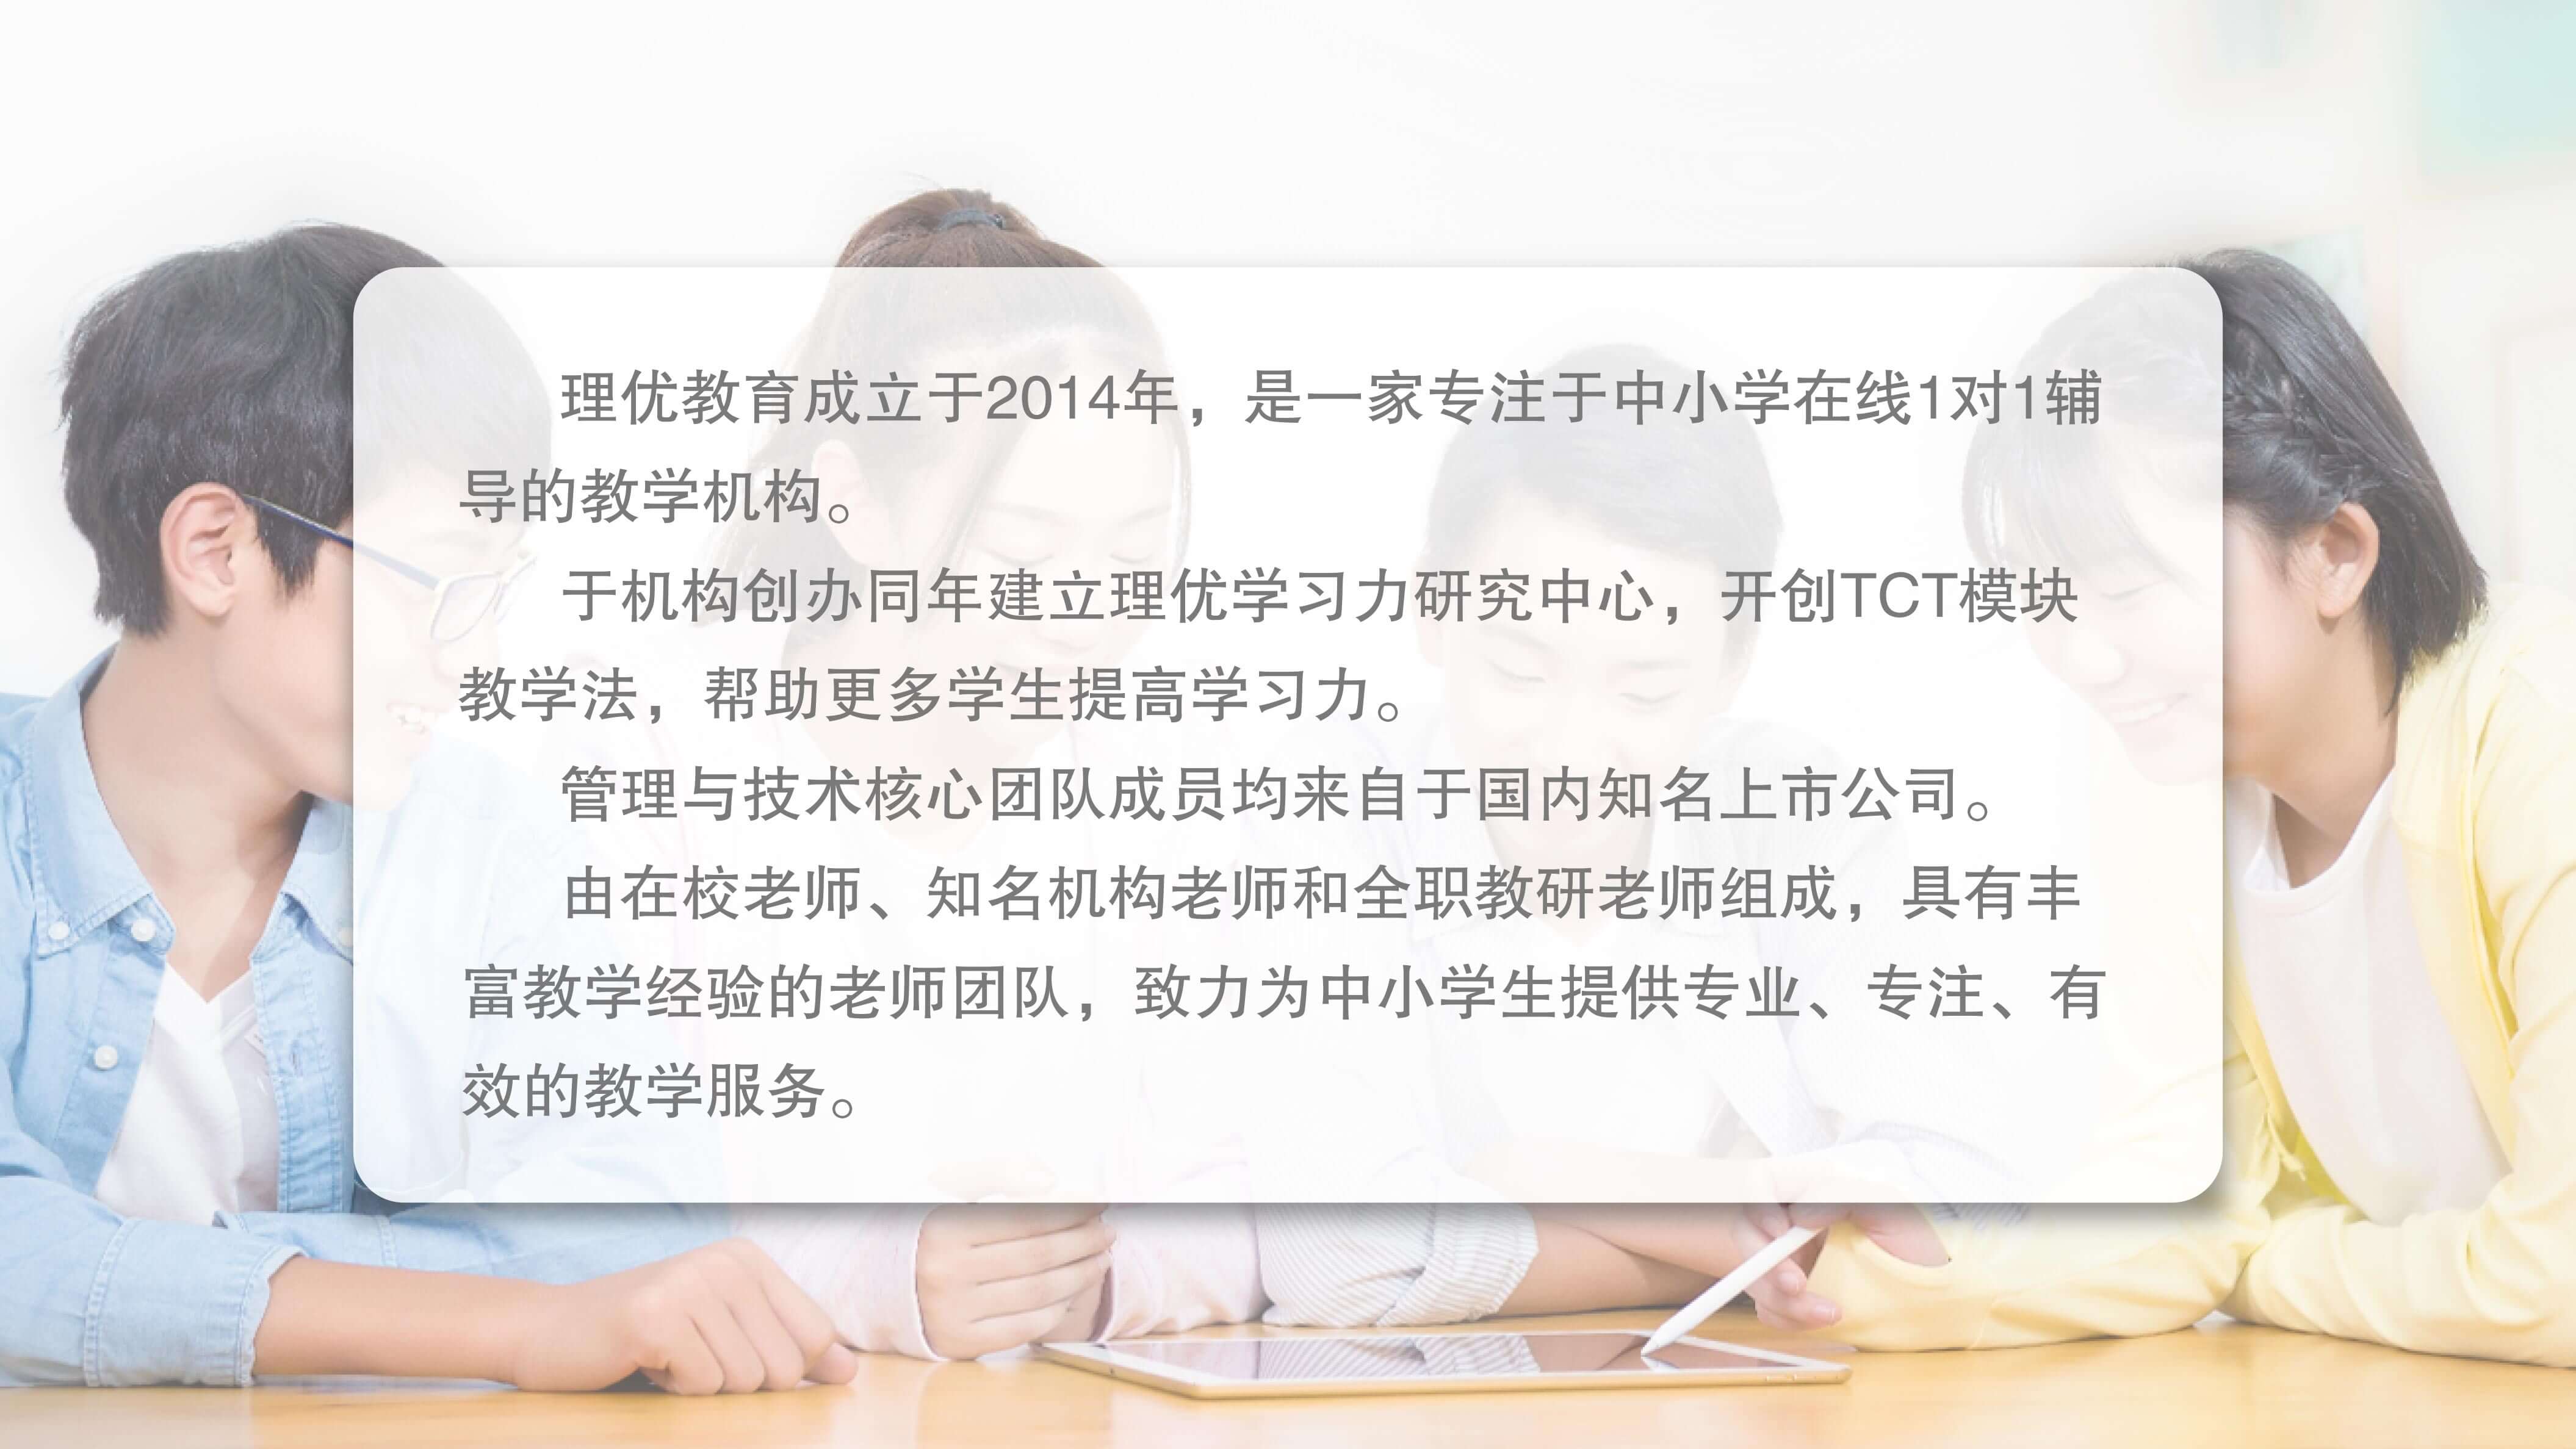 理优教育成立于2014年，是一家专注于中小学在线1对1辅
导的教学机构。
于机构创办同年建立理优学习力研究中心，开创TCT模块
教学法，帮助更多学生提高学习力。
管理与技术核心团队成员均来自于国内知名上市公司。
由在校老师、知名机构老师和全职教研老师组成，具有丰
富教学经验的老师团队，致力为中小学生提供专业、专注、有
效的教学服务。